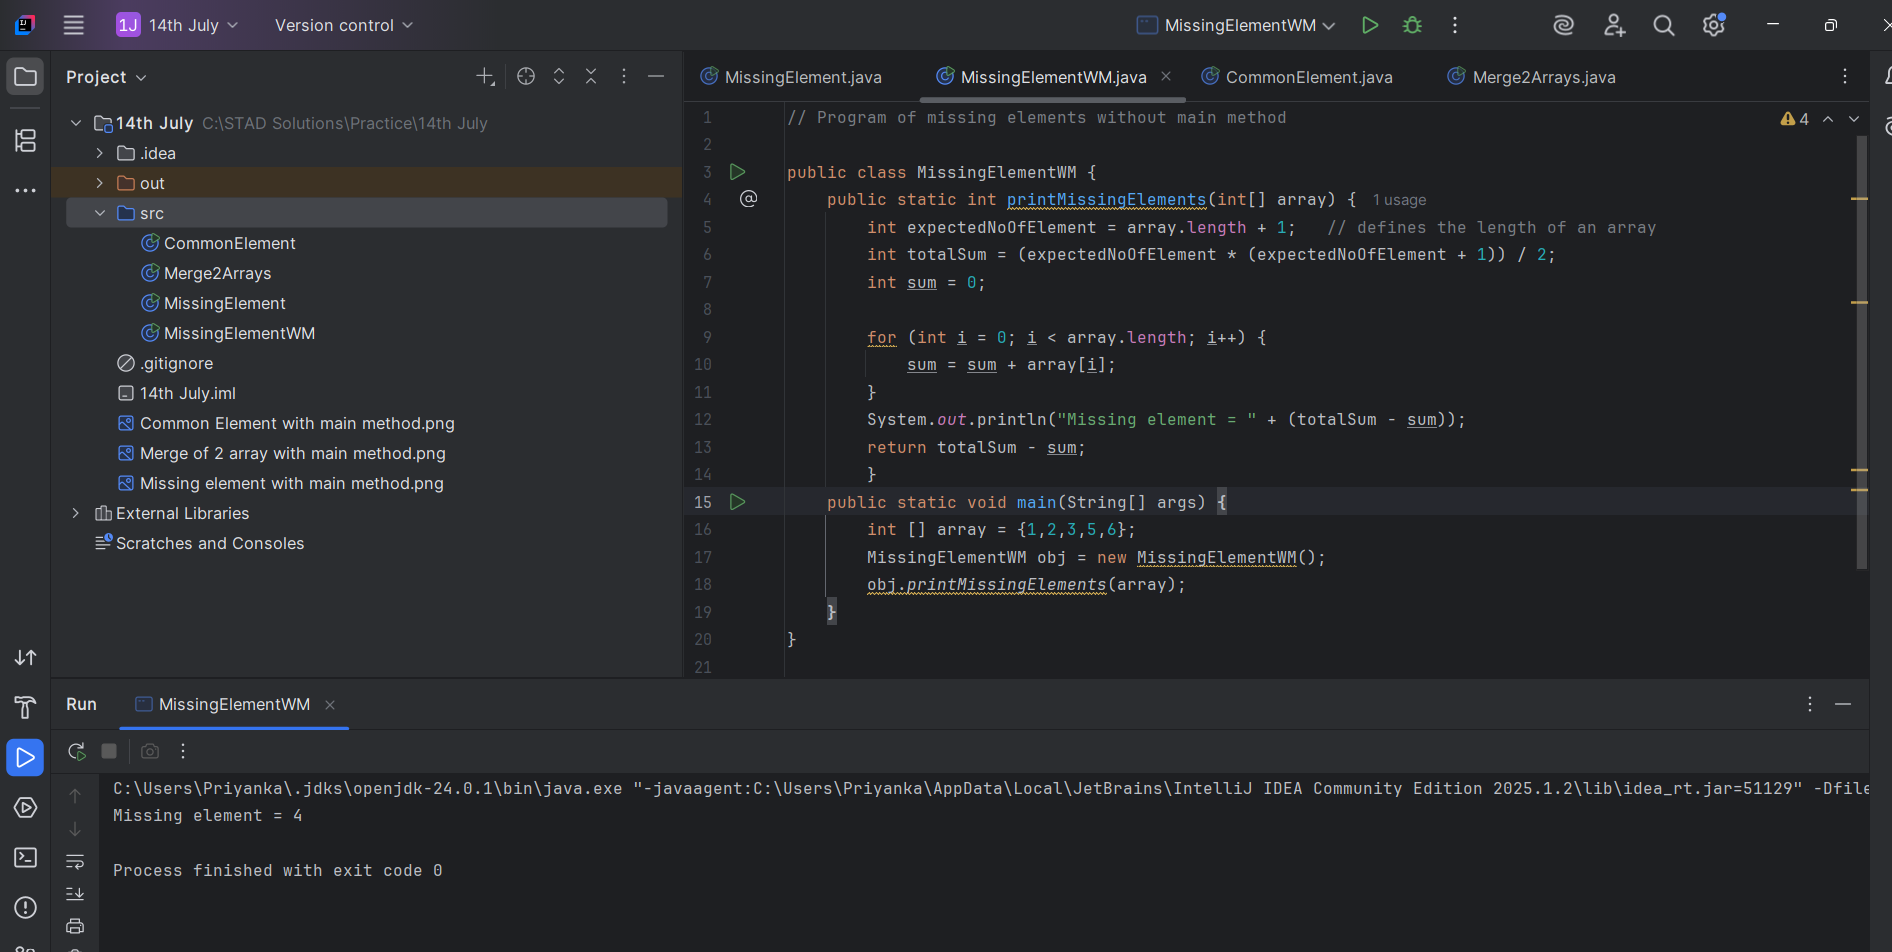 1J 14th July Version control MissingElementWM
Project
MissingElement.java MissingElementWM.java CommonElement.java Merge2Arrays.java
14th July C:\STAD Solutions\Practice\14th July
.idea
out
src
CommonElement
Merge2Arrays
MissingElement
MissingElementWM
.gitignore
14th July.iml
Common Element with main method.png
Merge of 2 array with main method.png
Missing element with main method.png
External Libraries
Scratches and Consoles
4
1 // Program of missing elements without main method
2
3 public class MissingElementWM {
4 @ public static int printMissingElements(int[] array) { 1 usage
5 int expectedNoOfElement = array.length + 1; // defines the length of an array
6 int totalSum = (expectedNoOfElement * (expectedNoOfElement + 1)) / 2;
7 int sum = 0;
8
9 for (int i = 0; i < array.length; i++) {
10 sum = sum + array[i];
11 }
12 System.out.println("Missing element = " + (totalSum - sum));
13 return totalSum - sum;
14 }
15 public static void main(String[] args) {
16 int [] array = {1,2,3,5,6};
17 MissingElementWM obj = new MissingElementWM();
18 obj.printMissingElements(array);
19 }
20 }
21
Run MissingElementWM
C:\Users\Priyanka\.jdks\openjdk-24.0.1\bin\java.exe "-javaagent:C:\Users\Priyanka\AppData\Local\JetBrains\IntelliJ IDEA Community Edition 2025.1.2\lib\idea_rt.jar=51129" -Dfile
Missing element = 4
Process finished with exit code 0